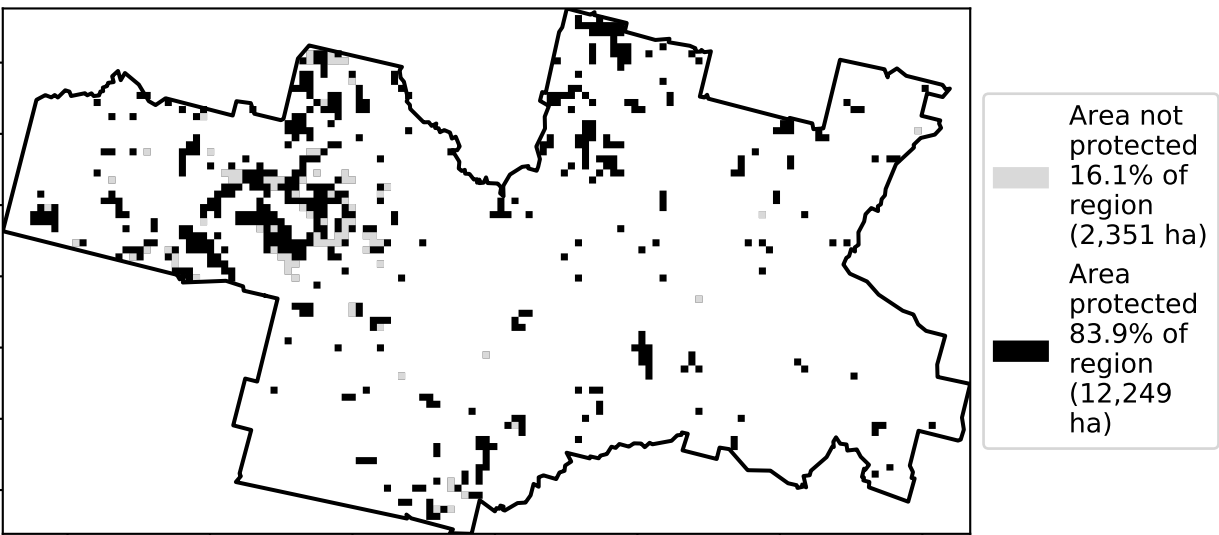 Area not
protected
16.1% of
region
(2,351 ha)
Area
protected
83.9% of
region
(12,249
ha)